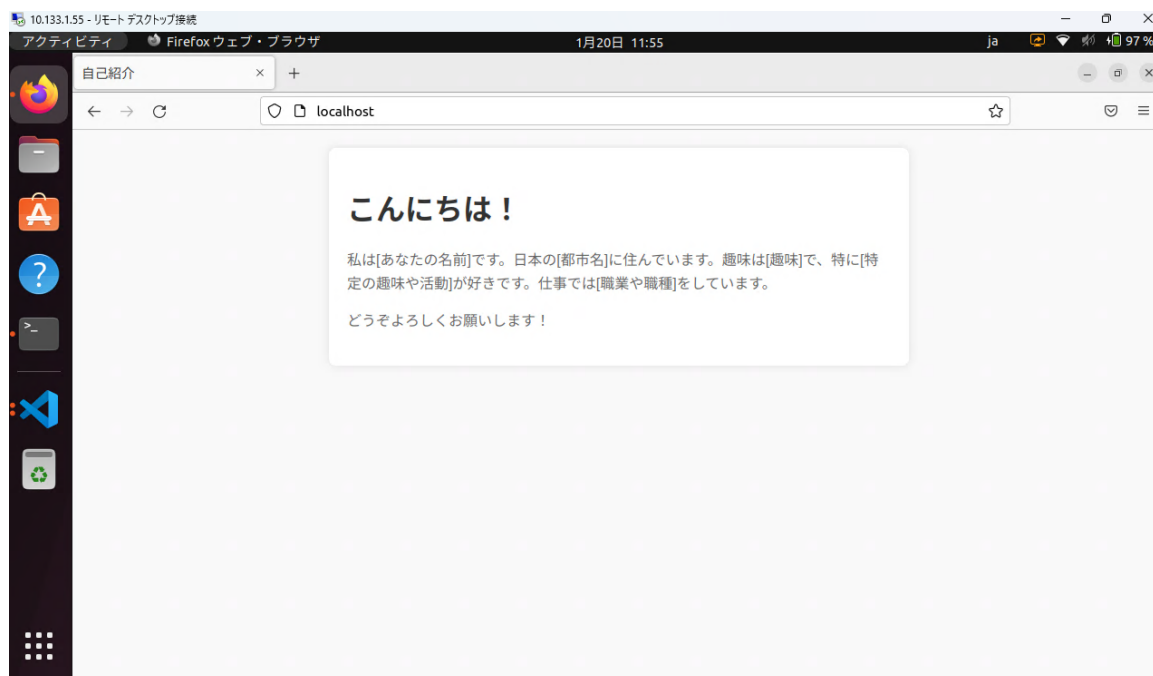 10.133.1.55 - リモート デスクトップ接続
アクティビティ Firefox ウェブ・ブラウザ 1月20日 11:55 ja 97 %
自己紹介
localhost
こんにちは！
私は[あなたの名前]です。日本の[都市名]に住んでいます。趣味は[趣味]で、特に[特
定の趣味や活動]が好きです。仕事では[職業や職種]をしています。
どうぞよろしくお願いします！